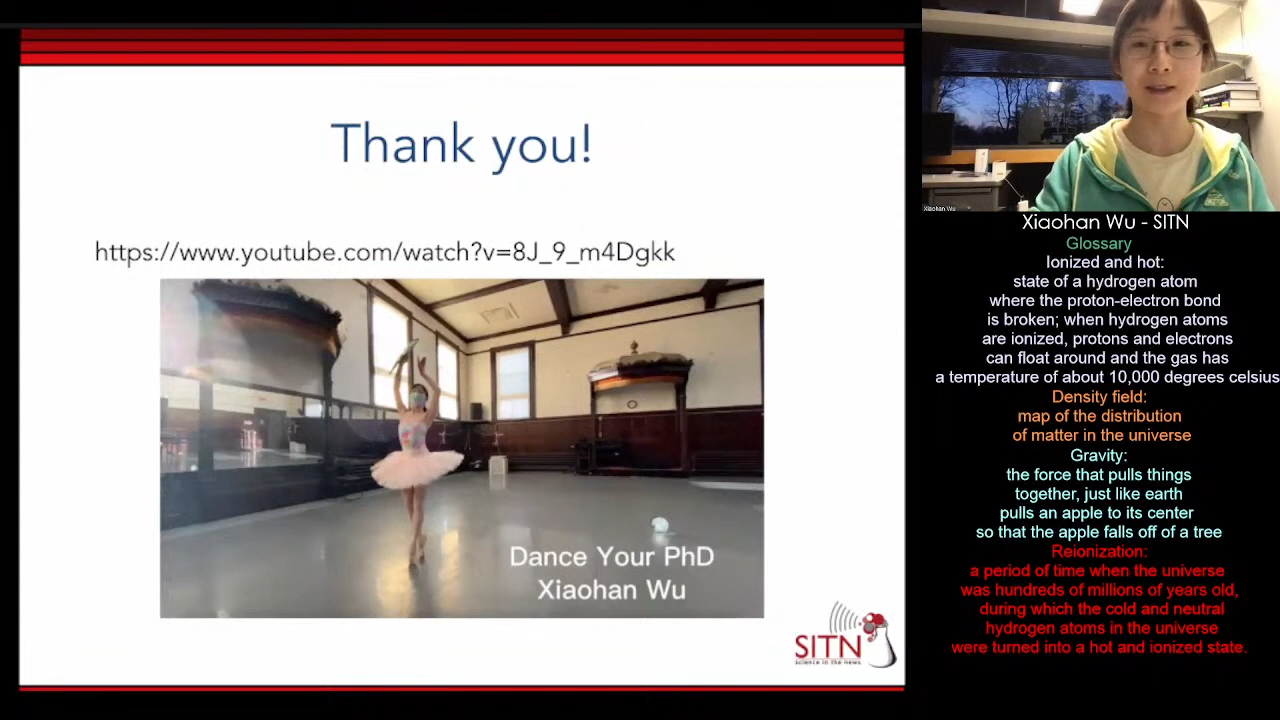 Thank you!
https://www.youtube.com/watch?v=8J_9_m4Dgkk
Dance Your PhD
Xiaohan Wu
SITN
science in the news
Xiaohan Wu
Xiaohan Wu - SITN
Glossary
Ionized and hot:
state of a hydrogen atom
where the proton-electron bond
is broken; when hydrogen atoms
are ionized, protons and electrons
can float around and the gas has
a temperature of about 10,000 degrees celsius
Density field:
map of the distribution
of matter in the universe
Gravity:
the force that pulls things
together, just like earth
pulls an apple to its center
so that the apple falls off of a tree
Reionization:
a period of time when the universe
was hundreds of millions of years old,
during which the cold and neutral
hydrogen atoms in the universe
were turned into a hot and ionized state.